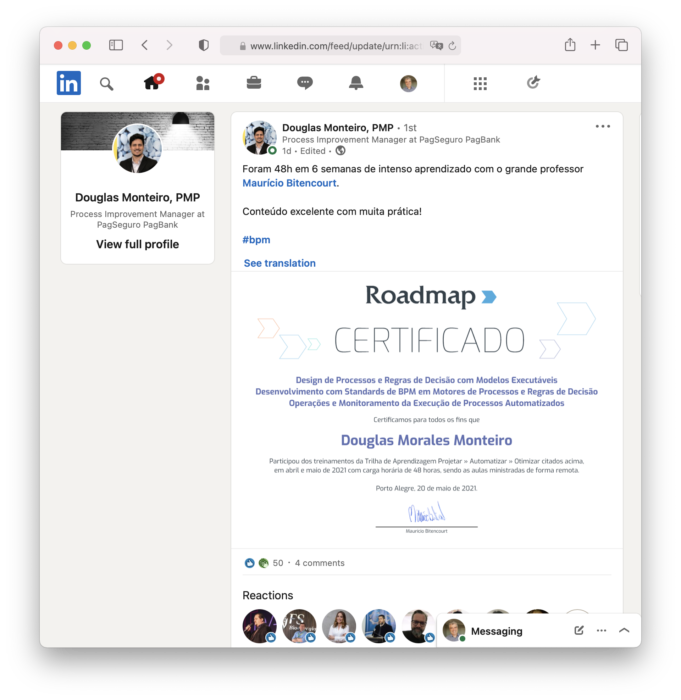 www.linkedin.com/feed/update/urn:li:ac
in
Douglas Monteiro, PMP
Process Improvement Manager at
PagSeguro PagBank
View full profile
Douglas Monteiro, PMP • 1st
Process Improvement Manager at PagSeguro PagBank
1d • Edited •
Foram 48h em 6 semanas de intenso aprendizado com o grande professor
Maurício Bitencourt.
Conteúdo excelente com muita prática!
#bpm
See translation
Roadmap
CERTIFICADO
Design de Processos e Regras de Decisão com Modelos Executáveis
Desenvolvimento com Standards de BPM em Motores de Processos e Regras de Decisão
Operações e Monitoramento da Execução de Processos Automatizados
Certificamos para todos os fins que
Douglas Morales Monteiro
Participou dos treinamentos da Trilha de Aprendizagem Projetar » Automatizar » Otimizar citados acima,
em abril e maio de 2021 com carga horária de 48 horas, sendo as aulas ministradas de forma remota.
Porto Alegre, 20 de maio de 2021.
Maurício Bitencourt
50 • 4 comments
Reactions
Messaging